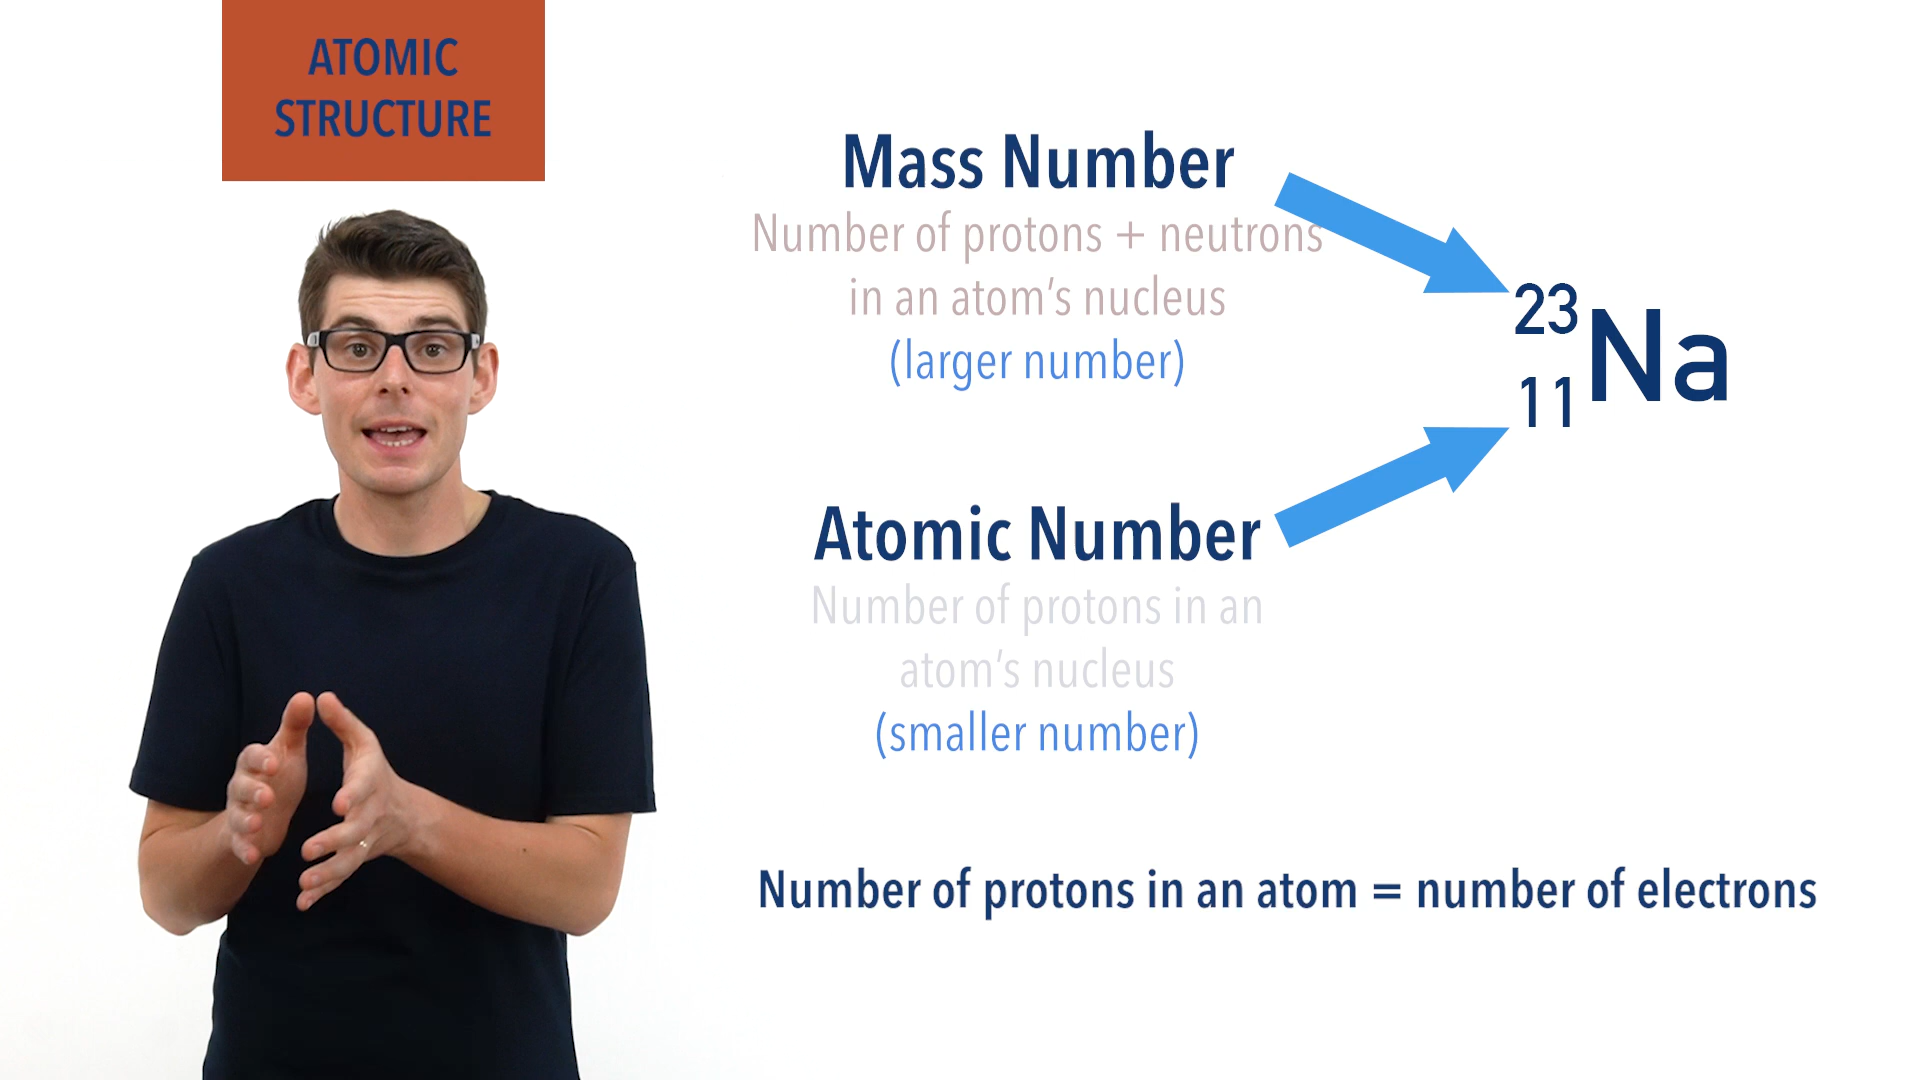 ATOMIC
STRUCTURE
Mass Number
Number of protons + neutrons
in an atom’s nucleus
(larger number)
23
11
Na
Atomic Number
Number of protons in an
atom’s nucleus
(smaller number)
Number of protons in an atom = number of electrons